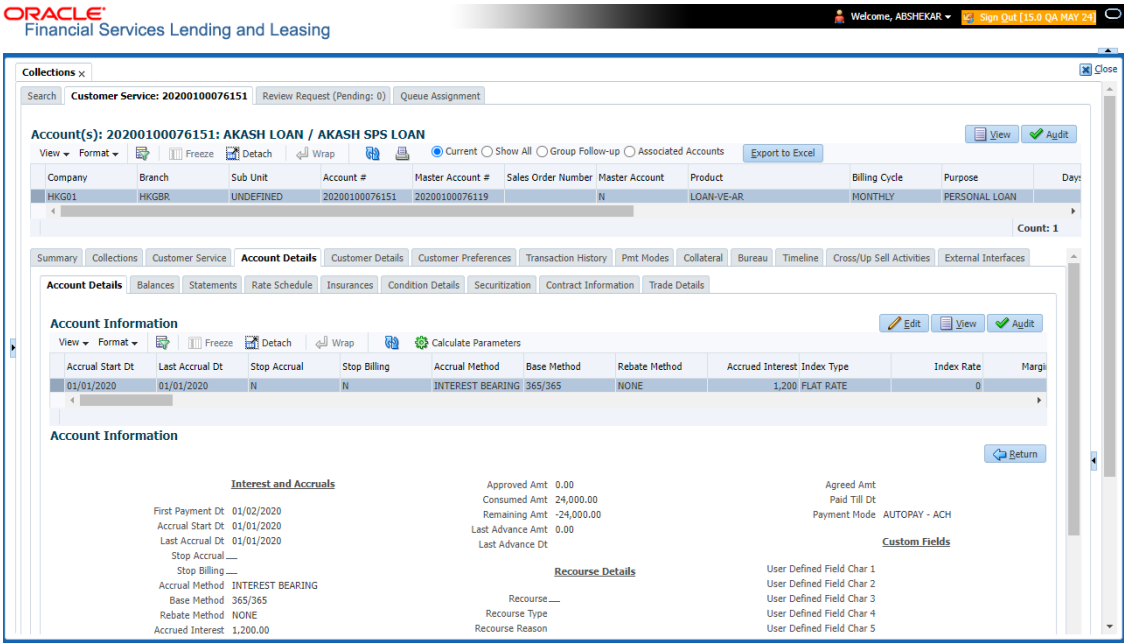 ORACLE®
Financial Services Lending and Leasing
Welcome, ABSHEKAR
Sign Out [15.0 QA MAY 24]
Collections x
Close
Search Customer Service: 20200100076151 Review Request (Pending: 0) Queue Assignment
Account(s): 20200100076151: AKASH LOAN / AKASH SPS LOAN
View Audit
View Format Freeze Detach Wrap Current Show All Group Follow-up Associated Accounts Export to Excel
Company Branch Sub Unit Account # Master Account # Sales Order Number Master Account Product Billing Cycle Purpose Days
HKG01 HKGBR UNDEFINED 20200100076151 20200100076119 N LOAN-VE-AR MONTHLY PERSONAL LOAN
Count: 1
Summary Collections Customer Service Account Details Customer Details Customer Preferences Transaction History Pmt Modes Collateral Bureau Timeline Cross/Up Sell Activities External Interfaces
Account Details Balances Statements Rate Schedule Insurances Condition Details Securitization Contract Information Trade Details
Account Information
Edit View Audit
View Format Freeze Detach Wrap Calculate Parameters
Accrual Start Dt Last Accrual Dt Stop Accrual Stop Billing Accrual Method Base Method Rebate Method Accrued Interest Index Type Index Rate Margi
01/01/2020 01/01/2020 N N INTEREST BEARING 365/365 NONE 1,200 FLAT RATE 0
Account Information
Return
Interest and Accruals
First Payment Dt 01/02/2020
Accrual Start Dt 01/01/2020
Last Accrual Dt 01/01/2020
Stop Accrual
Stop Billing
Accrual Method INTEREST BEARING
Base Method 365/365
Rebate Method NONE
Accrued Interest 1,200.00
Approved Amt 0.00
Consumed Amt 24,000.00
Remaining Amt -24,000.00
Last Advance Amt 0.00
Last Advance Dt
Recourse Details
Recourse
Recourse Type
Recourse Reason
Agreed Amt
Paid Till Dt
Payment Mode AUTOPAY - ACH
Custom Fields
User Defined Field Char 1
User Defined Field Char 2
User Defined Field Char 3
User Defined Field Char 4
User Defined Field Char 5